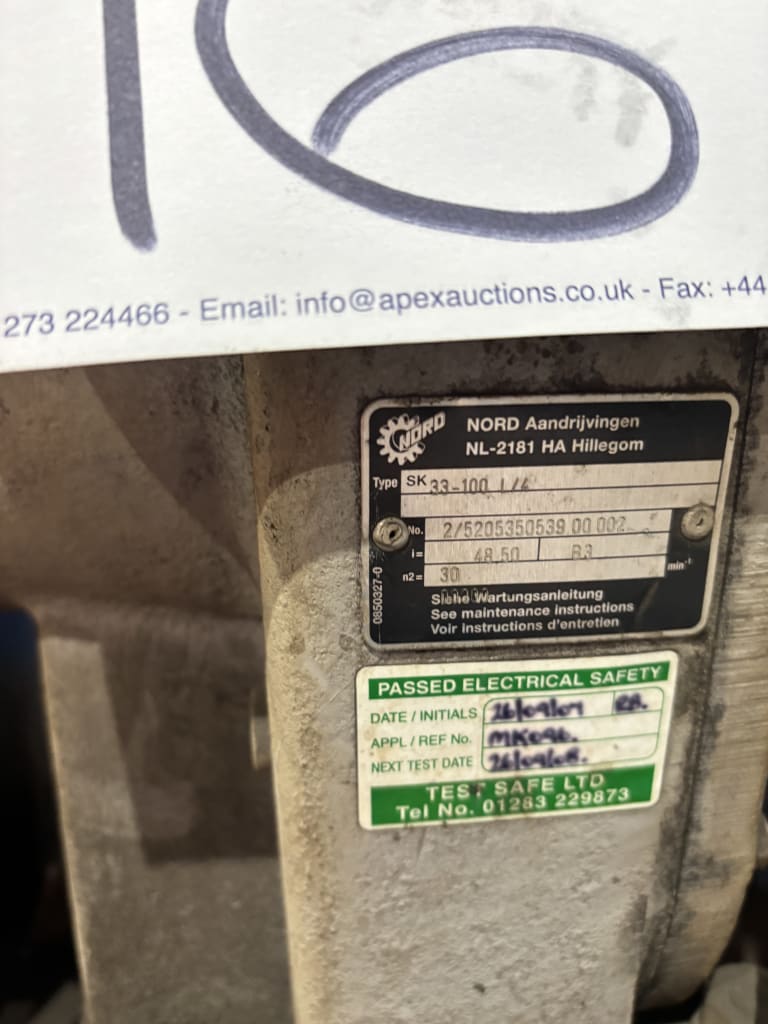 16
273 224466 - Email: info@apexauctions.co.uk - Fax: +44
NORD
NORD Aandrijvingen
NL-2181 HA Hillegom
Type SK 33-100 L/4
No. 2/5205350539 00 002
i= 48.50 B3
n2= 30 min⁻¹
0850327-0
Siehe Wartungsanleitung
See maintenance instructions
Voir instructions d'entretien
PASSED ELECTRICAL SAFETY
DATE / INITIALS
APPL / REF No.
NEXT TEST DATE
TEST SAFE LTD
Tel No. 01283 229873